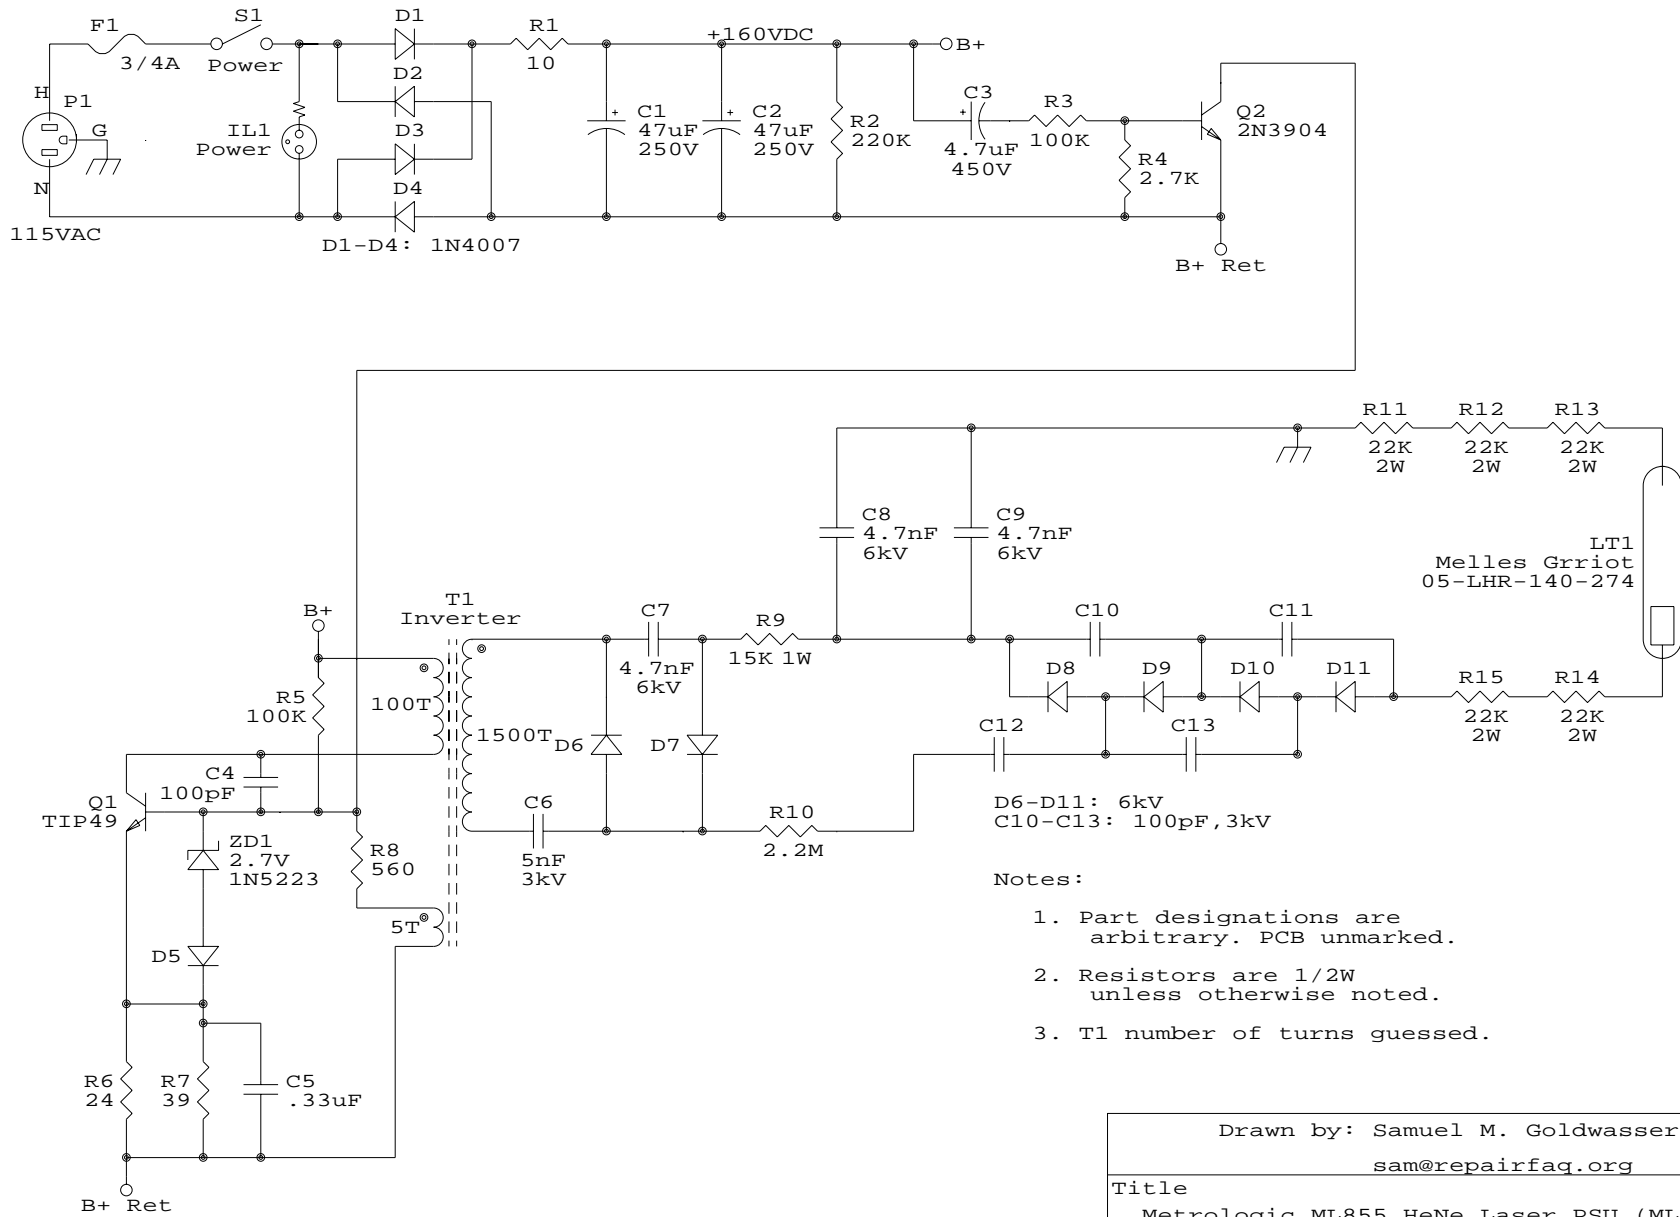 F1
3/4A
S1
Power
D1
R1
10
+160VDC
B+
H
P1
G
N
115VAC
IL1
Power
D2
D3
D4
D1-D4: 1N4007
+
C1
47uF
250V
+
C2
47uF
250V
R2
220K
C3
+
4.7uF
450V
R3
100K
R4
2.7K
Q2
2N3904
B+ Ret
R11
22K
2W
R12
22K
2W
R13
22K
2W
C8
4.7nF
6kV
C9
4.7nF
6kV
LT1
Melles Grriot
05-LHR-140-274
B+
T1
Inverter
C7
4.7nF
6kV
R9
15K 1W
C10
C11
R5
100K
100T
1500T
D6
D7
D8
D9
D10
D11
R15
22K
2W
R14
22K
2W
C12
C13
C4
100pF
Q1
TIP49
ZD1
2.7V
1N5223
R8
560
C6
5nF
3kV
R10
2.2M
D6-D11: 6kV
C10-C13: 100pF,3kV
D5
5T
Notes:
1. Part designations are
arbitrary. PCB unmarked.
2. Resistors are 1/2W
unless otherwise noted.
3. T1 number of turns guessed.
R6
24
R7
39
C5
.33uF
B+ Ret
Drawn by: Samuel M. Goldwasser
sam@repairfaq.org
Title
Metrologic ML855 HeNe Laser PSU (ML